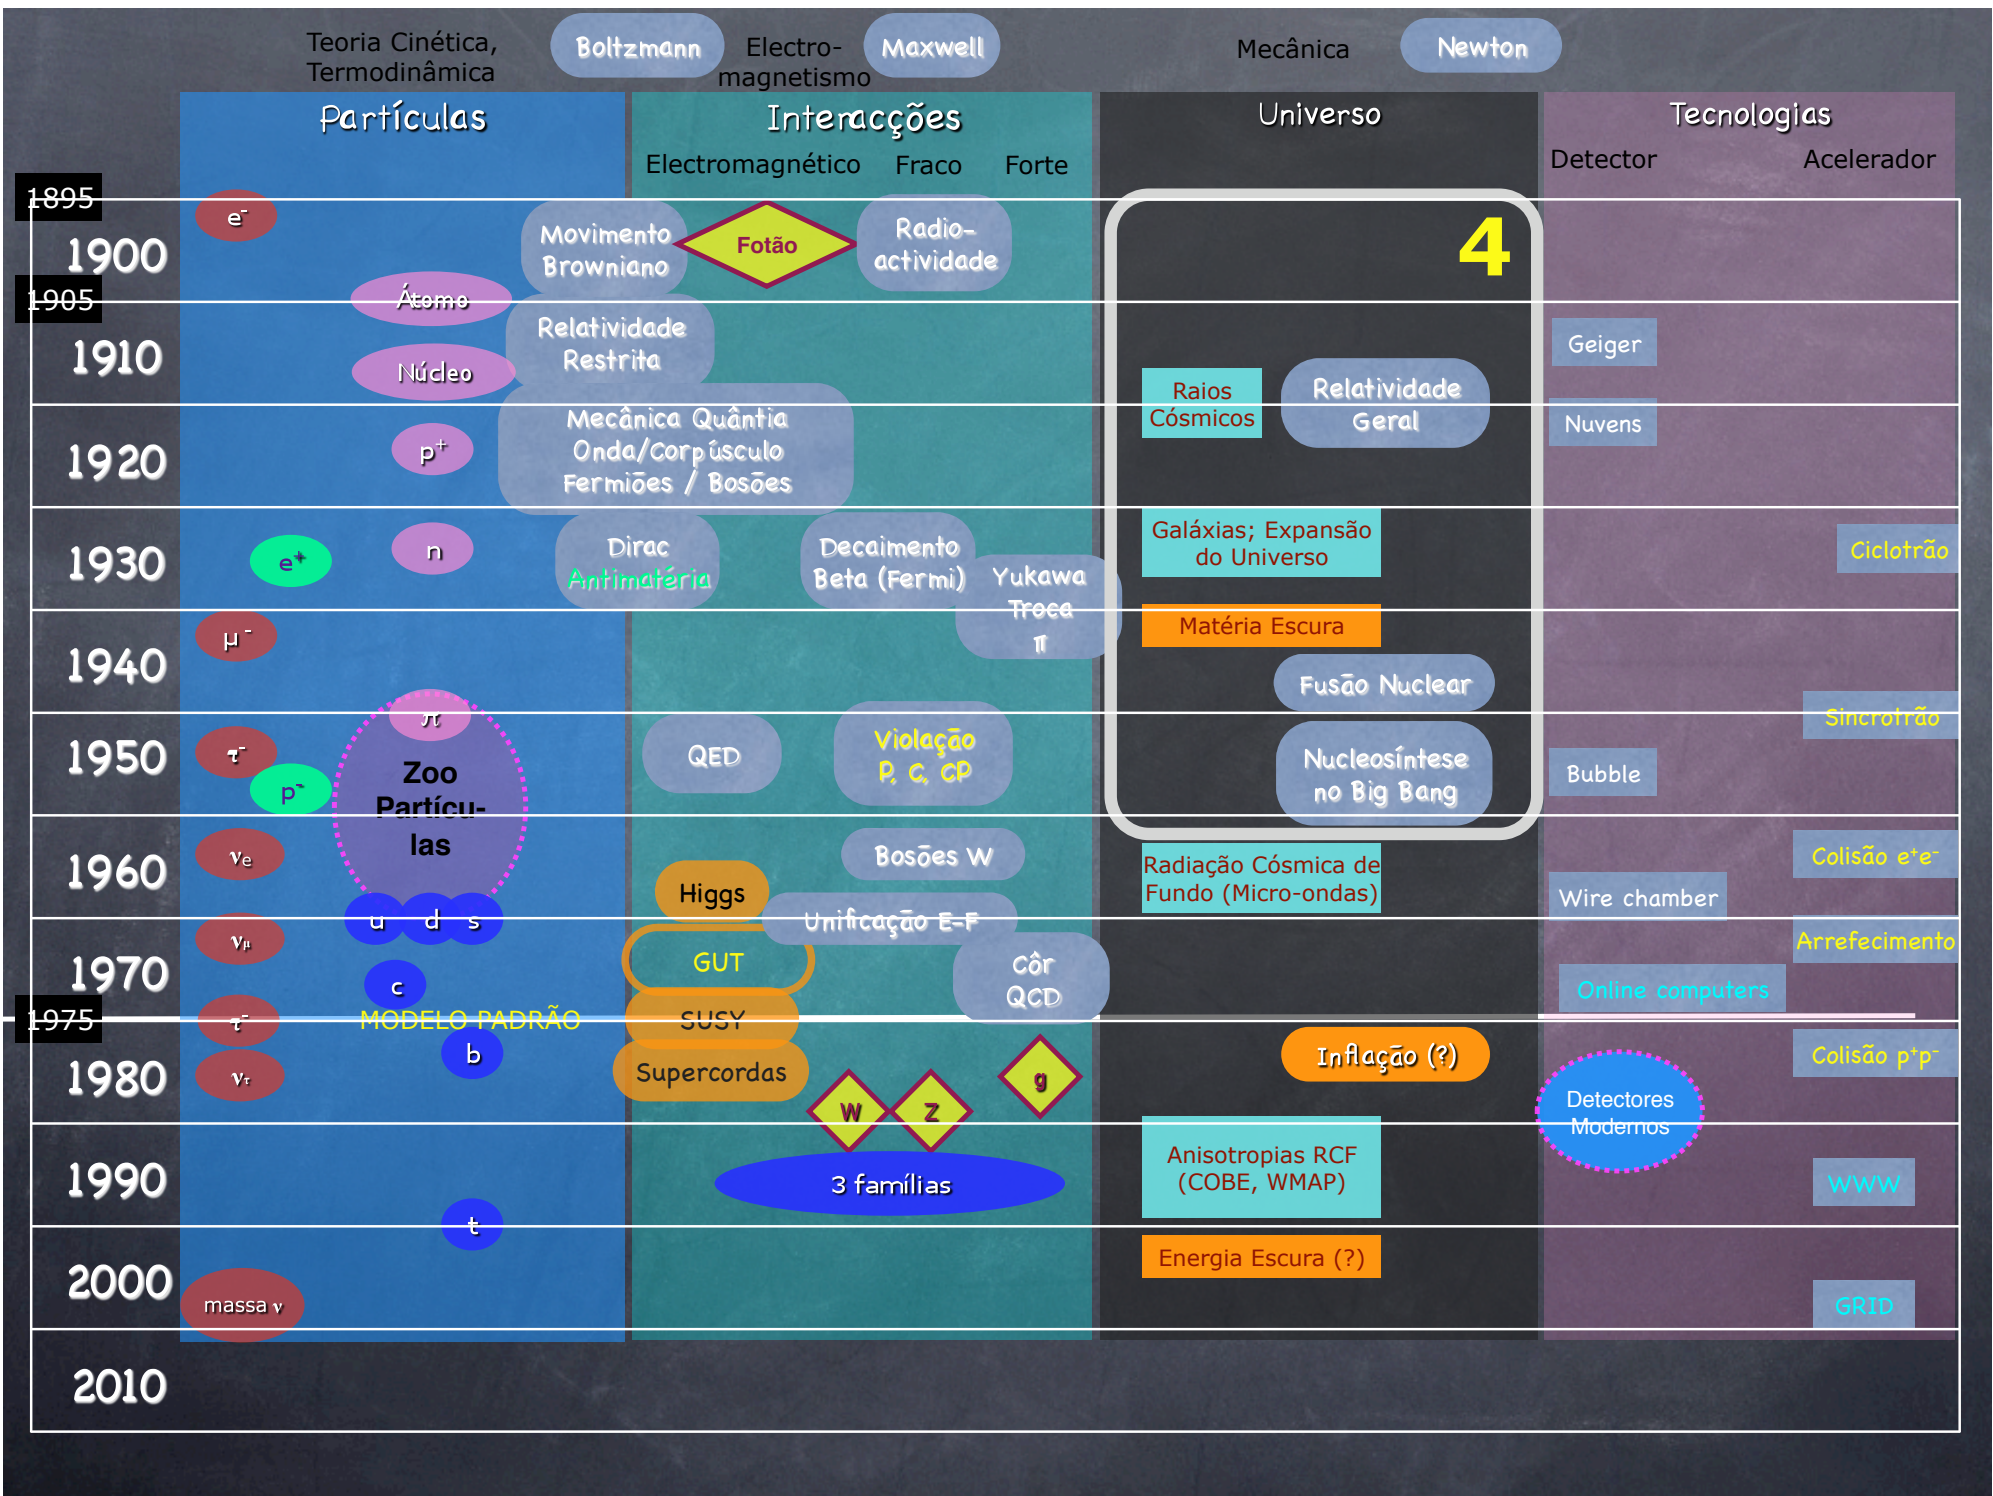 Teoria Cinética,
Termodinâmica
Boltzmann
Electro-
magnetismo
Maxwell
Mecânica
Newton
Partículas
Interacções
Universo
Tecnologias
Electromagnético
Fraco
Forte
Detector
Acelerador
1895
e-
Movimento
Browniano
Fotão
Radio-
actividade
4
1900
1905
Átomo
Relatividade
Restrita
1910
Núcleo
Geiger
Raios
Cósmicos
Relatividade
Geral
Mecânica Quântia
Onda/Corpúsculo
Fermiões / Bosões
Nuvens
1920
p+
1930
e+
n
Dirac
Antimatéria
Decaimento
Beta (Fermi)
Yukawa
Troca
π
Galáxias; Expansão
do Universo
Ciclotrão
Matéria Escura
1940
μ-
Fusão Nuclear
π
Sincrotrão
1950
τ-
p-
Zoo
Partícu-
las
QED
Violação
P, C, CP
Nucleosíntese
no Big Bang
Bubble
1960
νe
Bosões W
Higgs
Radiação Cósmica de
Fundo (Micro-ondas)
Colisão e+e-
Wire chamber
u
d
s
Unificação E-F
1970
νμ
GUT
Côr
QCD
Arrefecimento
Online computers
c
1975
τ-
MODELO PADRÃO
SUSY
1980
ντ
b
Supercordas
W
Z
g
Inflação (?)
Colisão p+p-
Detectores
Modernos
1990
3 famílias
Anisotropias RCF
(COBE, WMAP)
WWW
t
2000
massa ν
Energia Escura (?)
GRID
2010